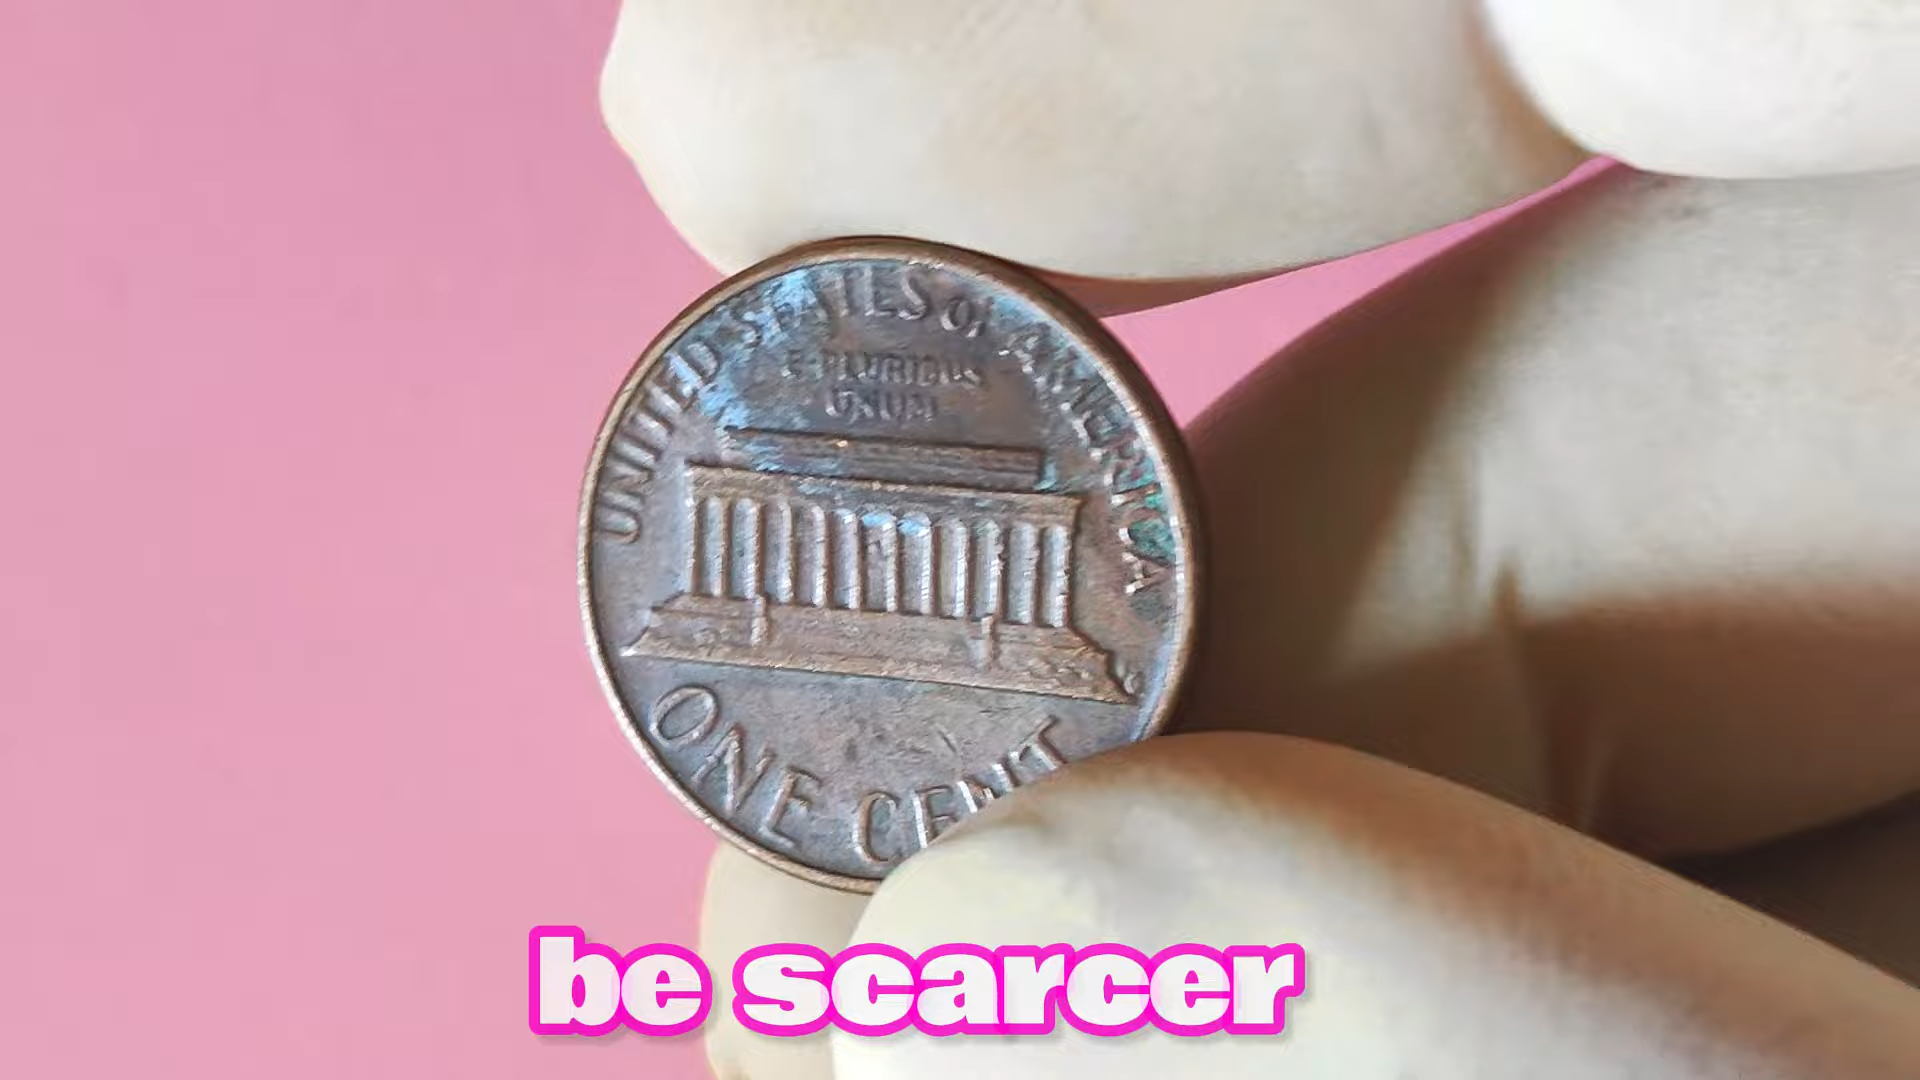 UNITED STATES OF AMERICA
E·PLURIBUS
UNUM
ONE CENT
be scarcer